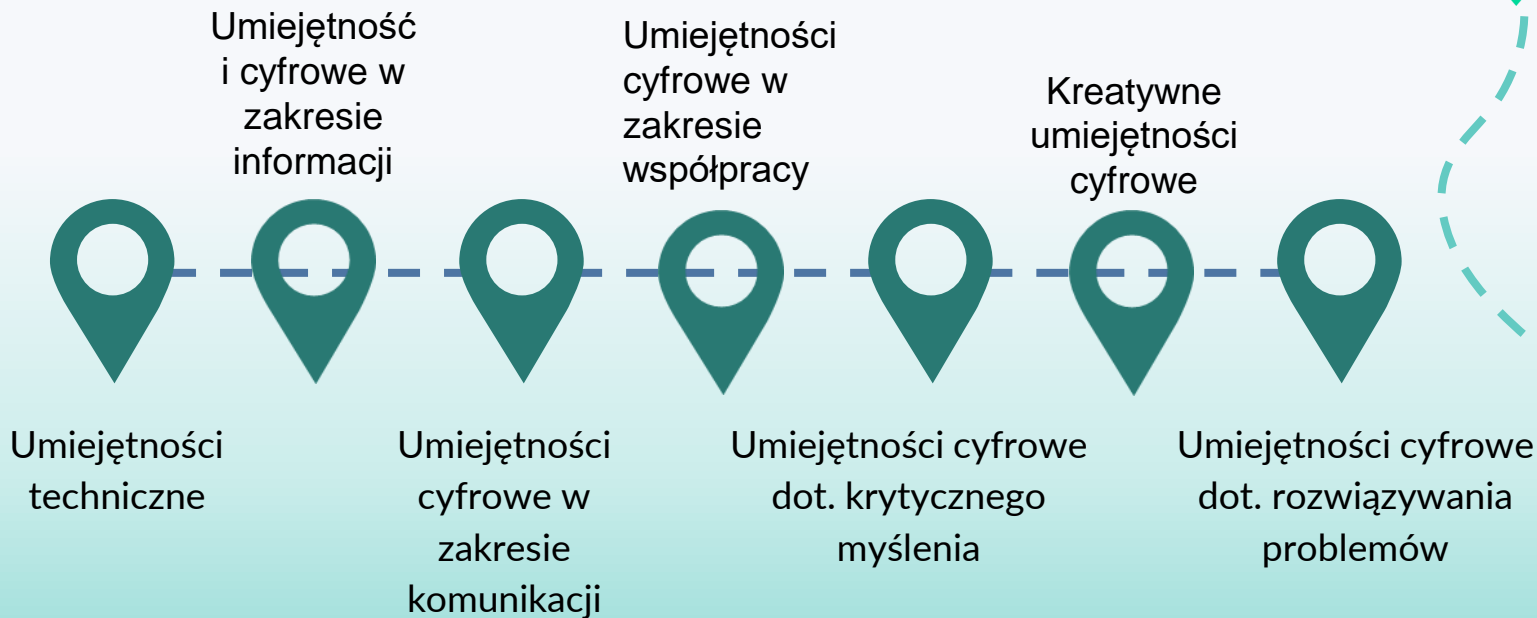 Umiejętność
i cyfrowe w
zakresie
informacji
Umiejętności
cyfrowe w
zakresie
współpracy
Kreatywne
umiejętności
cyfrowe
Umiejętności
techniczne
Umiejętności
cyfrowe w
zakresie
komunikacji
Umiejętności cyfrowe
dot. krytycznego
myślenia
Umiejętności cyfrowe
dot. rozwiązywania
problemów